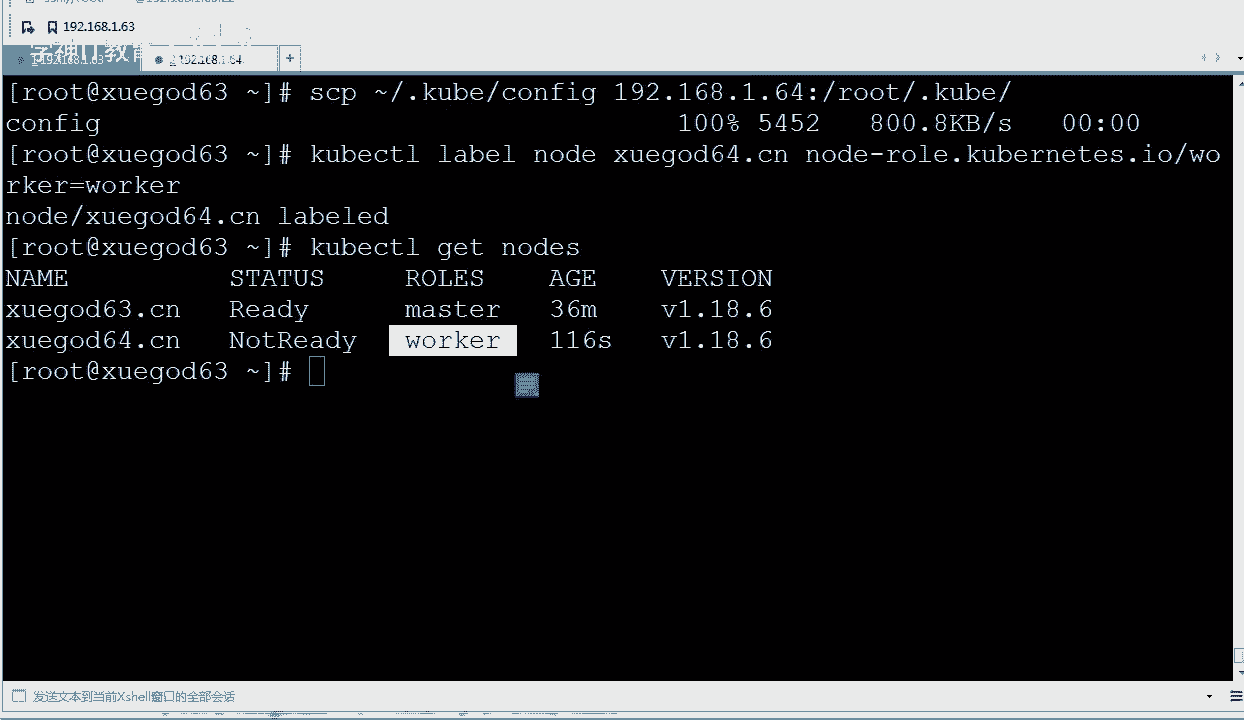 192.168.1.63
学神IT教育
1 192.168.1.63
2 192.168.1.64
+
[root@xuegod63 ~]# scp ~/.kube/config 192.168.1.64:/root/.kube/
config 100% 5452 800.8KB/s 00:00
[root@xuegod63 ~]# kubectl label node xuegod64.cn node-role.kubernetes.io/wo
rker=worker
node/xuegod64.cn labeled
[root@xuegod63 ~]# kubectl get nodes
NAME STATUS ROLES AGE VERSION
xuegod63.cn Ready master 36m v1.18.6
xuegod64.cn NotReady worker 116s v1.18.6
[root@xuegod63 ~]#
发送文本到当前Xshell窗口的全部会话